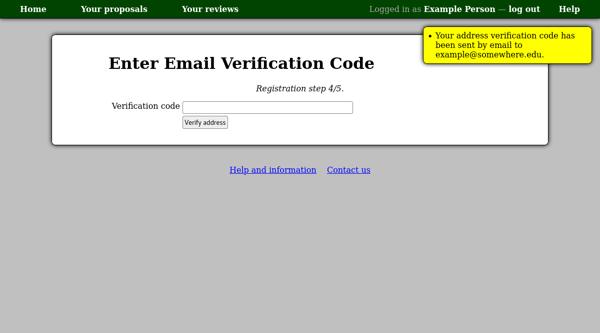 Home Your proposals Your reviews Logged in as Example Person — log out Help
• Your address verification code has
been sent by email to
example@somewhere.edu.
Enter Email Verification Code
Registration step 4/5.
Verification code
Verify address
Help and information Contact us